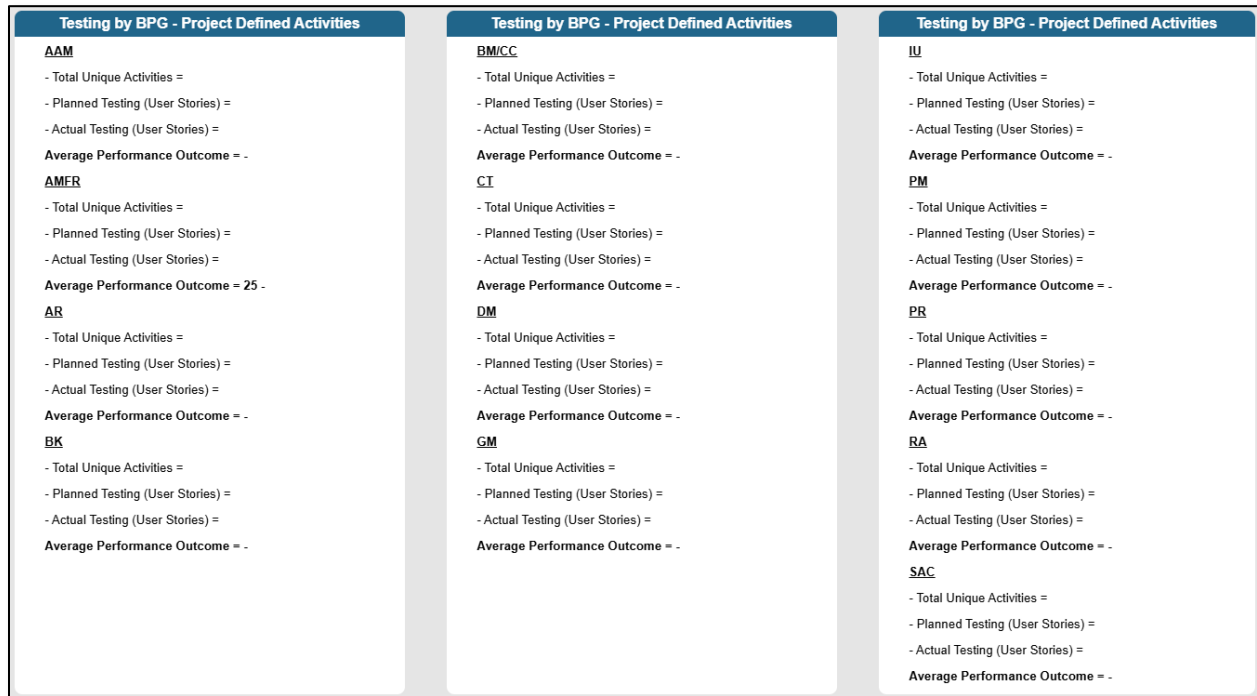 Testing by BPG - Project Defined Activities
AAM
- Total Unique Activities =
- Planned Testing (User Stories) =
- Actual Testing (User Stories) =
Average Performance Outcome = -
AMFR
- Total Unique Activities =
- Planned Testing (User Stories) =
- Actual Testing (User Stories) =
Average Performance Outcome = 25 -
AR
- Total Unique Activities =
- Planned Testing (User Stories) =
- Actual Testing (User Stories) =
Average Performance Outcome = -
BK
- Total Unique Activities =
- Planned Testing (User Stories) =
- Actual Testing (User Stories) =
Average Performance Outcome = -
Testing by BPG - Project Defined Activities
BM/CC
- Total Unique Activities =
- Planned Testing (User Stories) =
- Actual Testing (User Stories) =
Average Performance Outcome = -
CT
- Total Unique Activities =
- Planned Testing (User Stories) =
- Actual Testing (User Stories) =
Average Performance Outcome = -
DM
- Total Unique Activities =
- Planned Testing (User Stories) =
- Actual Testing (User Stories) =
Average Performance Outcome = -
GM
- Total Unique Activities =
- Planned Testing (User Stories) =
- Actual Testing (User Stories) =
Average Performance Outcome = -
Testing by BPG - Project Defined Activities
IU
- Total Unique Activities =
- Planned Testing (User Stories) =
- Actual Testing (User Stories) =
Average Performance Outcome = -
PM
- Total Unique Activities =
- Planned Testing (User Stories) =
- Actual Testing (User Stories) =
Average Performance Outcome = -
PR
- Total Unique Activities =
- Planned Testing (User Stories) =
- Actual Testing (User Stories) =
Average Performance Outcome = -
RA
- Total Unique Activities =
- Planned Testing (User Stories) =
- Actual Testing (User Stories) =
Average Performance Outcome = -
SAC
- Total Unique Activities =
- Planned Testing (User Stories) =
- Actual Testing (User Stories) =
Average Performance Outcome = -